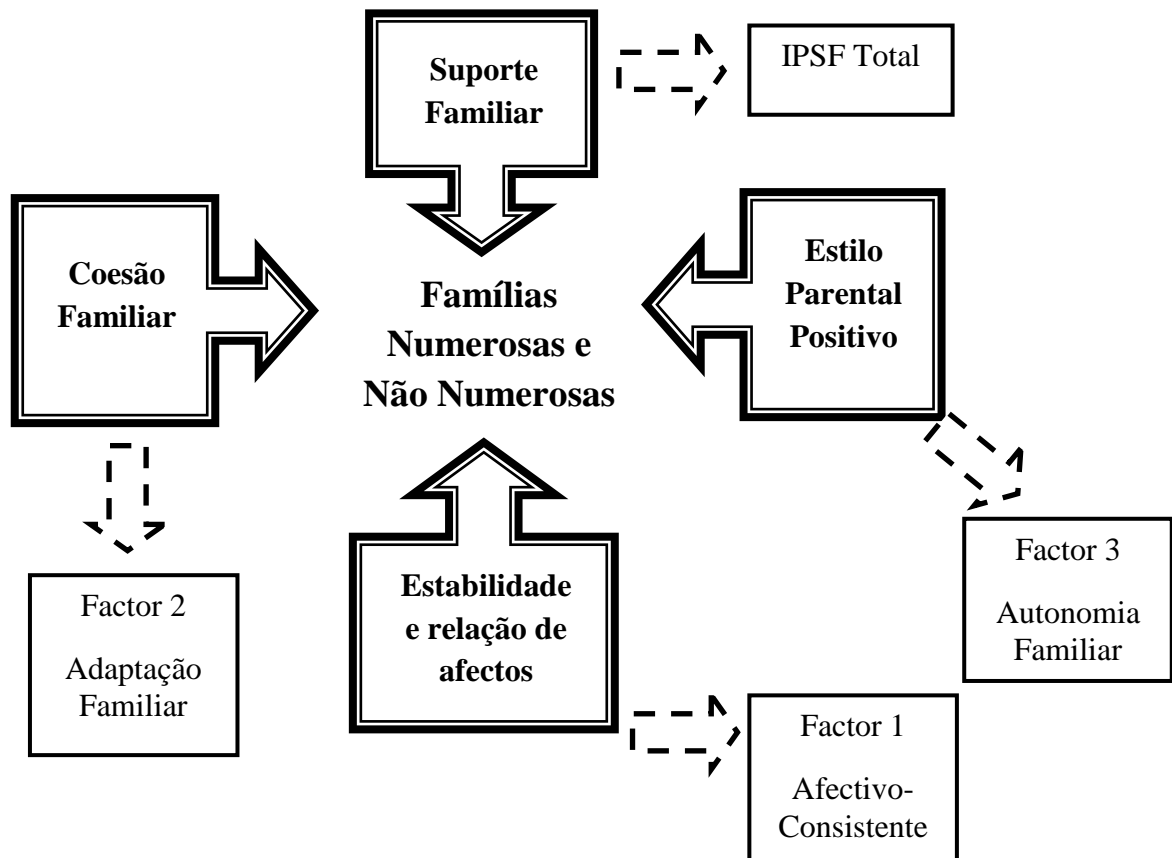 Suporte
Familiar
IPSF Total
Coesão
Familiar
Famílias
Numerosas e
Não Numerosas
Estilo
Parental
Positivo
Estabilidade
e relação de
afectos
Factor 2
Adaptação
Familiar
Factor 3
Autonomia
Familiar
Factor 1
Afectivo-
Consistente